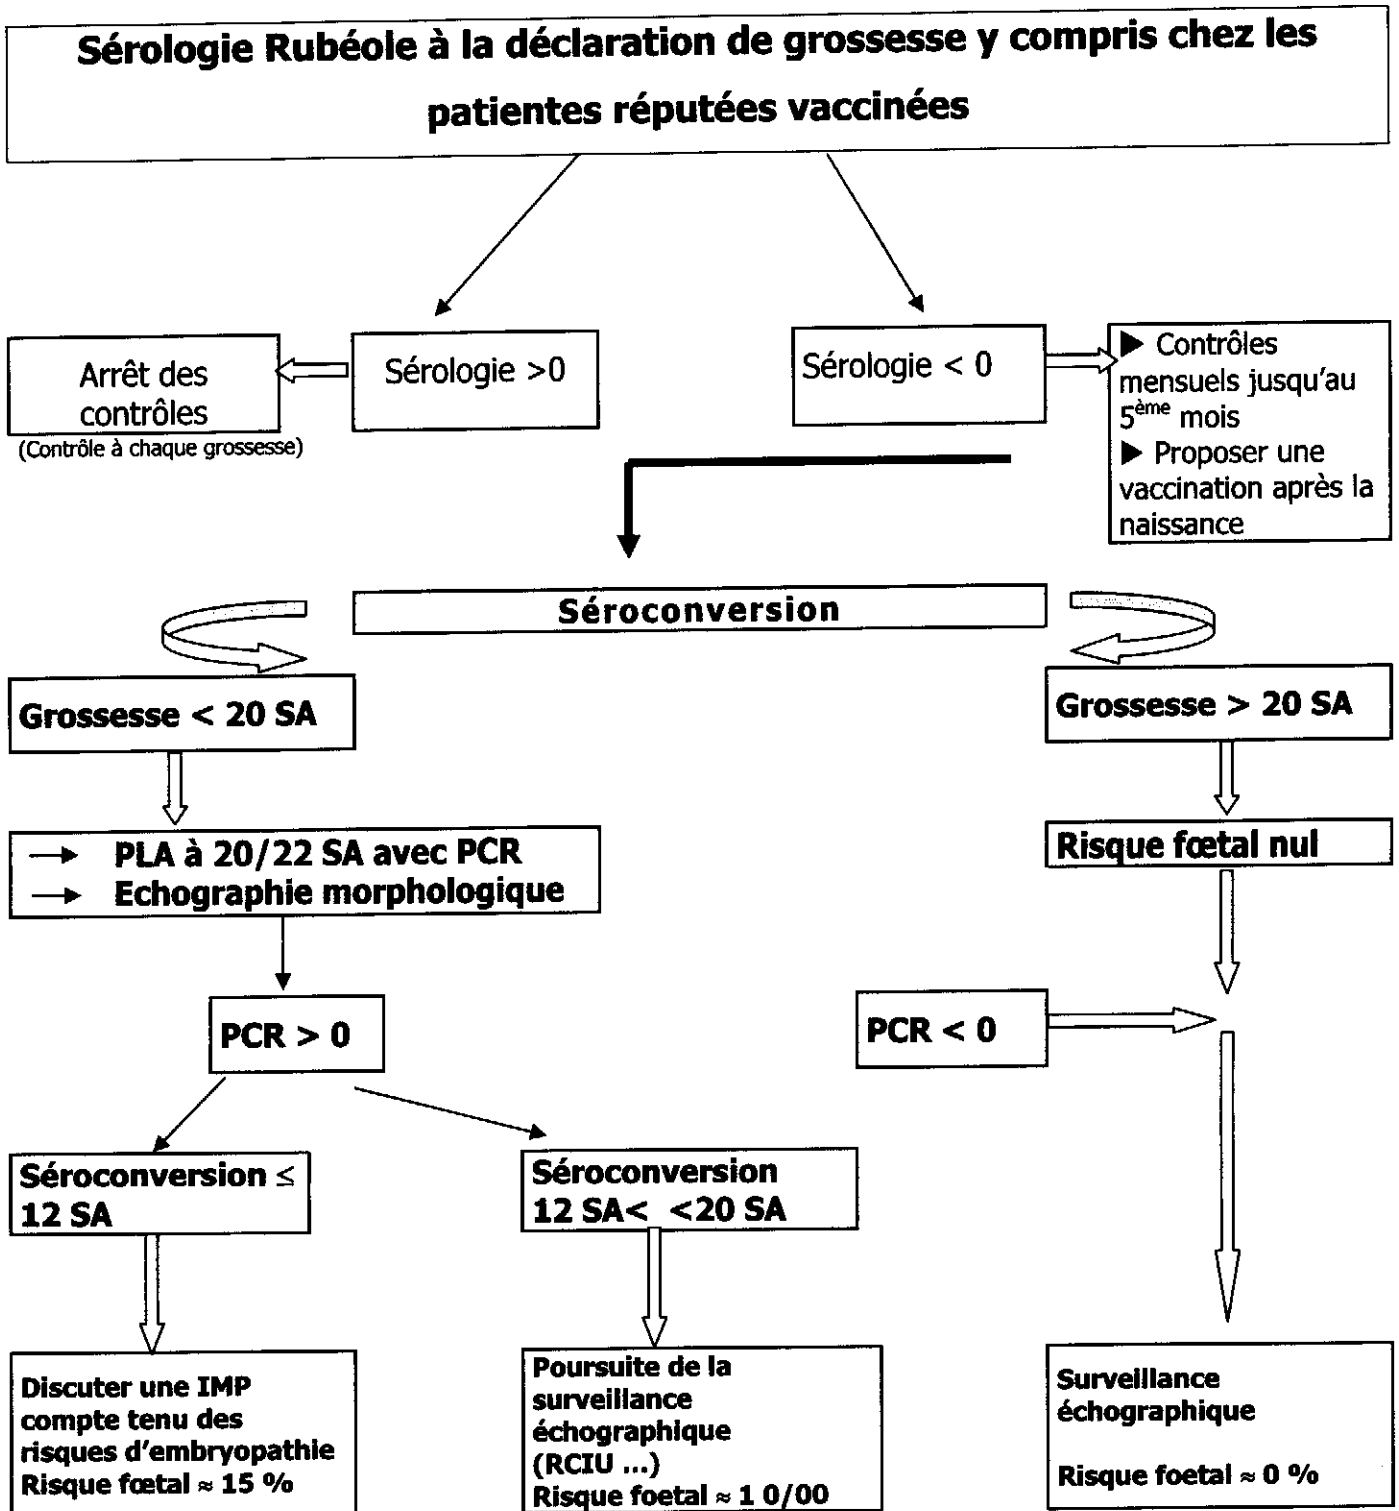 Sérologie Rubéole à la déclaration de grossesse y compris chez les
patientes réputées vaccinées
Arrêt des
contrôles
(Contrôle à chaque grossesse)
Sérologie >0
Sérologie < 0
▶ Contrôles
mensuels jusqu'au
5ème mois
▶ Proposer une
vaccination après la
naissance
Séroconversion
Grossesse < 20 SA
Grossesse > 20 SA
→ PLA à 20/22 SA avec PCR
→ Echographie morphologique
Risque fœtal nul
PCR > 0
PCR < 0
Séroconversion ≤
12 SA
Séroconversion
12 SA< <20 SA
Discuter une IMP
compte tenu des
risques d'embryopathie
Risque fœtal ≈ 15 %
Poursuite de la
surveillance
échographique
(RCIU ...)
Risque foetal ≈ 1 0/00
Surveillance
échographique
Risque foetal ≈ 0 %